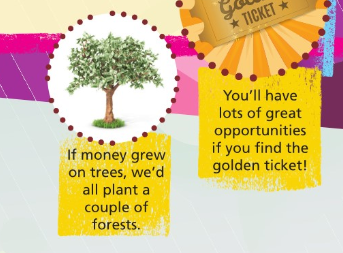 Golden
★ TICKET ★
You'll have
lots of great
opportunities
if you find the
golden ticket!
If money grew
on trees, we'd
all plant a
couple of
forests.